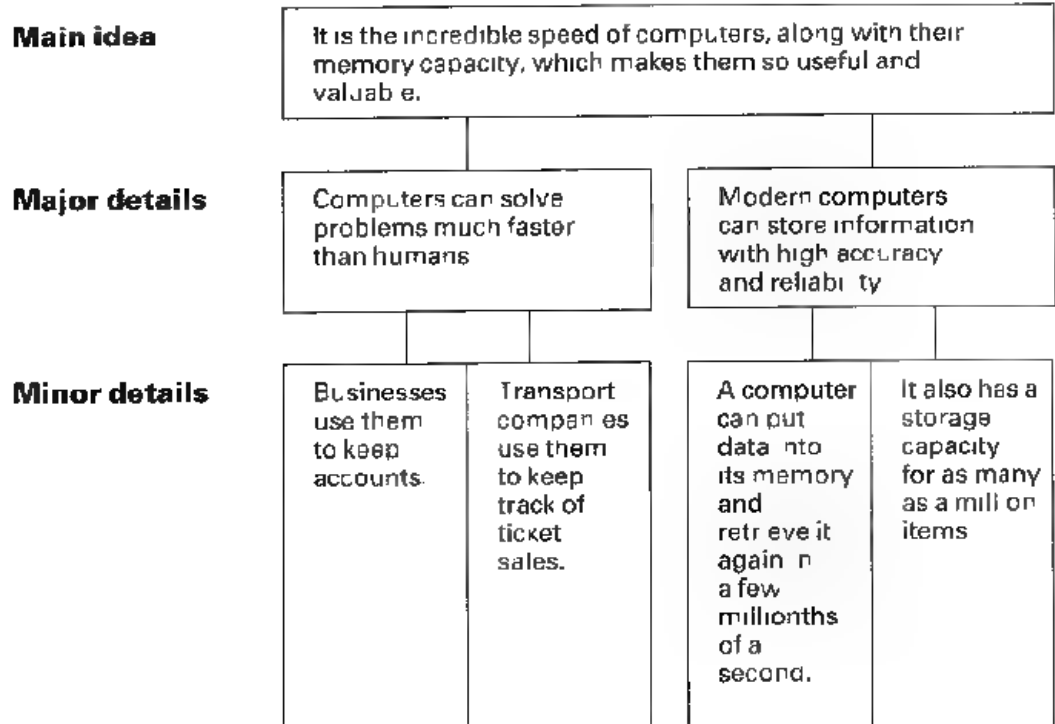 Main idea
It is the incredible speed of computers, along with their
memory capacity, which makes them so useful and
valuable.
Major details
Computers can solve
problems much faster
than humans
Modern computers
can store information
with high accuracy
and reliability
Minor details
Businesses
use them
to keep
accounts.
Transport
companies
use them
to keep
track of
ticket
sales.
A computer
can put
data into
its memory
and
retrieve it
again in
a few
millionths
of a
second.
It also has a
storage
capacity
for as many
as a million
items